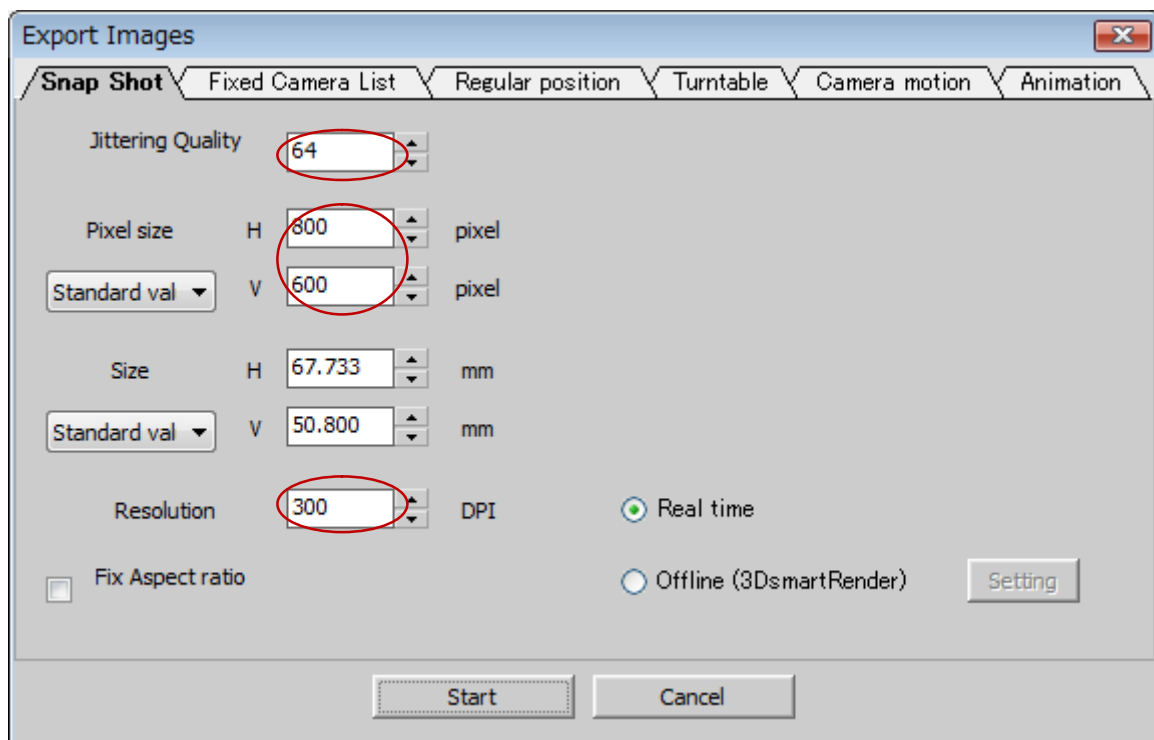 Export Images
Snap Shot Fixed Camera List Regular position Turntable Camera motion Animation
Jittering Quality 64
Pixel size H 800 pixel
Standard val V 600 pixel
Size H 67.733 mm
Standard val V 50.800 mm
Resolution 300 DPI Real time
Fix Aspect ratio Offline (3DsmartRender) Setting
Start Cancel